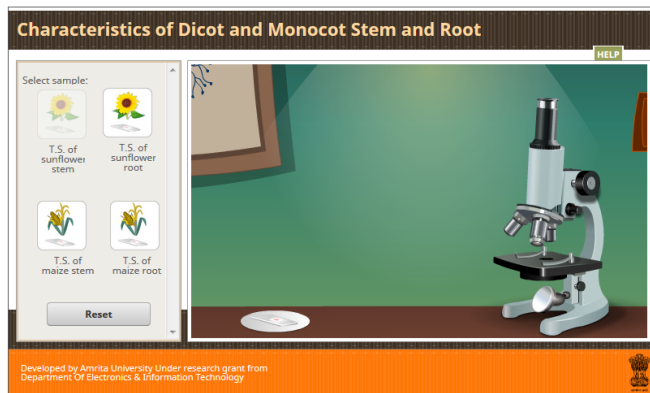 Characteristics of Dicot and Monocot Stem and Root
HELP
Select sample:
T.S. of
sunflower
stem
T.S. of
sunflower
root
T.S. of
maize stem
T.S. of
maize root
Reset
Developed by Amrita University Under research grant from
Department Of Electronics & Information Technology